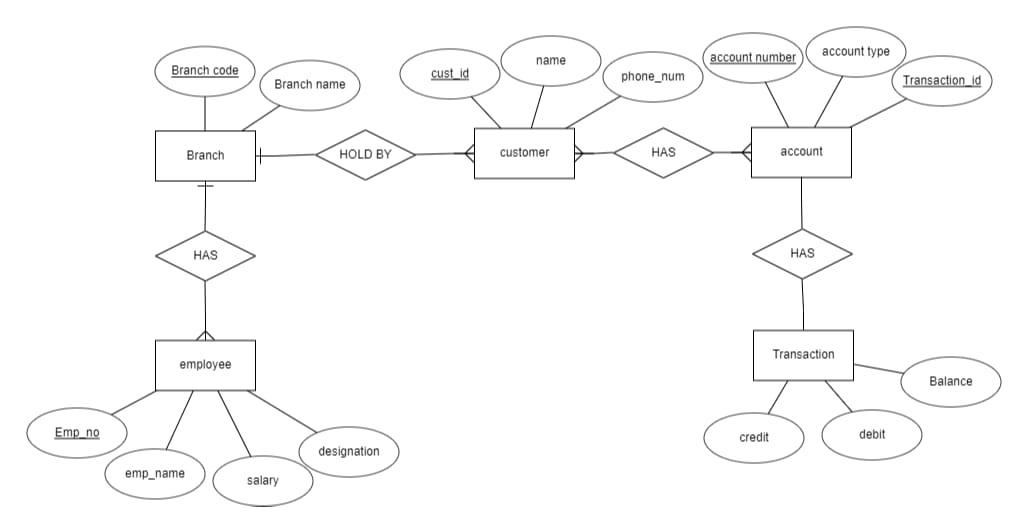 Branch code
Branch name
cust_id
name
phone_num
account number
account type
Transaction_id
Branch
HOLD BY
customer
HAS
account
HAS
HAS
employee
Transaction
Emp_no
emp_name
salary
designation
credit
debit
Balance